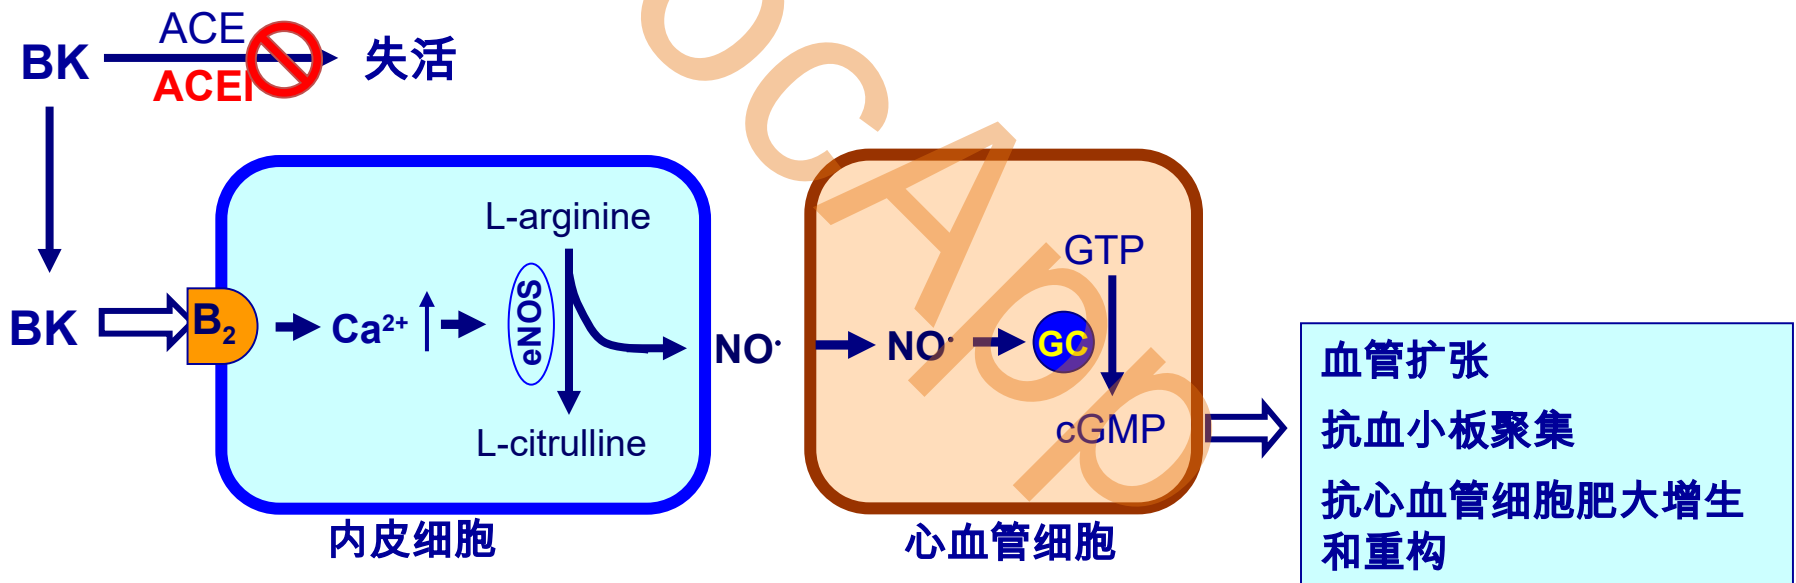 ACE
BK
失活
ACEI
L-arginine
GTP
BK
B₂
Ca²⁺
eNOS
NO·
NO·
GC
L-citrulline
cGMP
内皮细胞
心血管细胞
血管扩张
抗血小板聚集
抗心血管细胞肥大增生
和重构
ocApp